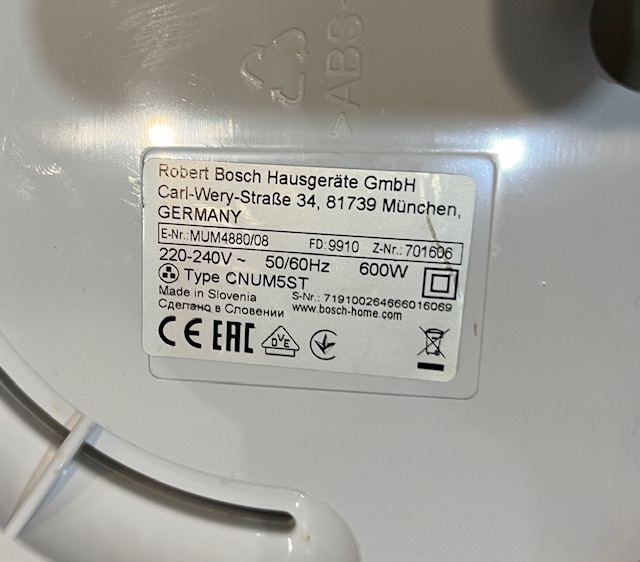 >ABS<
Robert Bosch Hausgeräte GmbH
Carl-Wery-Straße 34, 81739 München,
GERMANY
E-Nr.: MUM4880/08 FD: 9910 Z-Nr.: 701606
220-240V ~ 50/60Hz 600W
Type CNUM5ST
Made in Slovenia S-Nr.: 719100264666016069
Сделано в Словении www.bosch-home.com
CE EAC OVE